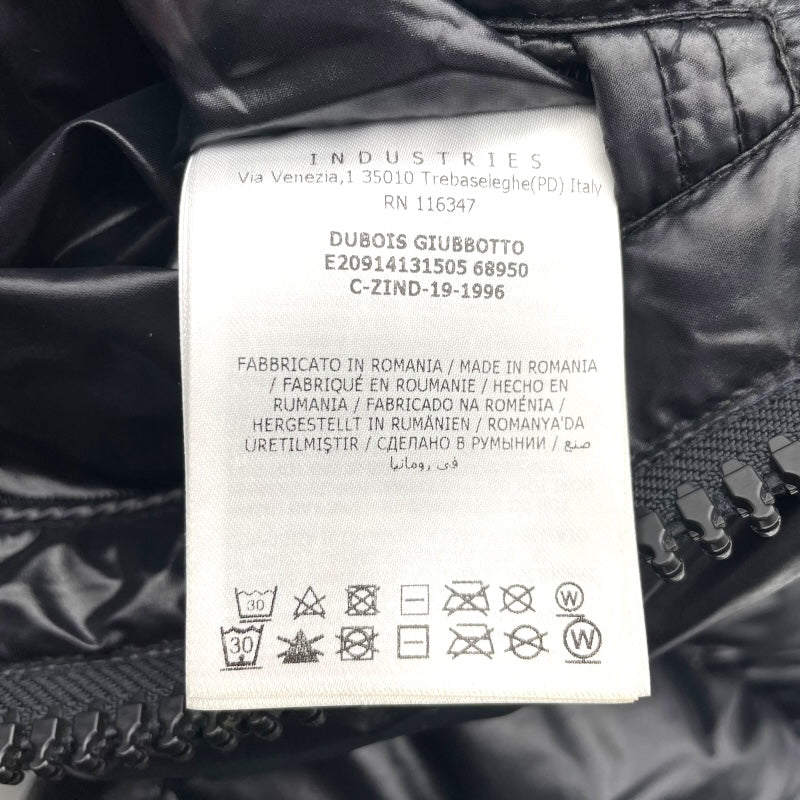 INDUSTRIES
Via Venezia,1 35010 Trebaseleghe(PD) Italy
RN 116347
DUBOIS GIUBBOTTO
E20914131505 68950
C-ZIND-19-1996
FABBRICATO IN ROMANIA / MADE IN ROMANIA
/ FABRIQUÉ EN ROUMANIE / HECHO EN
RUMANIA / FABRICADO NA ROMÉNIA /
HERGESTELLT IN RUMÄNIEN / ROMANYA'DA
URETILMIŞTIR / СДЕЛАНО В РУМЫНИИ / صنع
في رومانيا
30 W
30 W